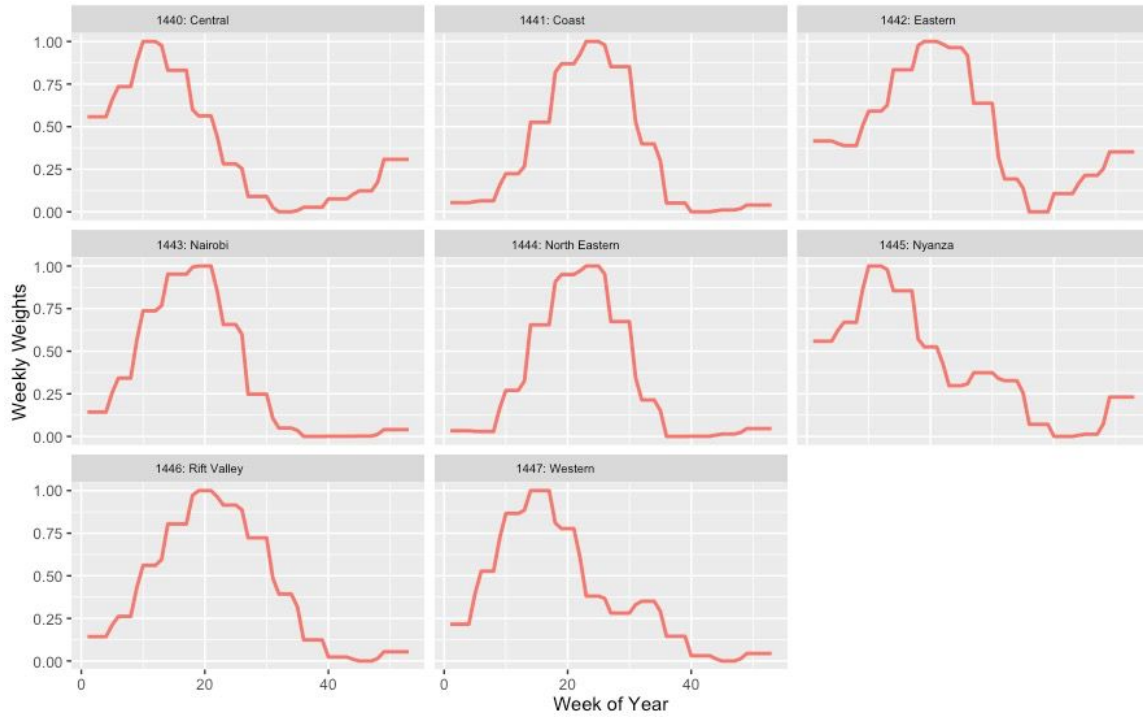 1440: Central
1441: Coast
1442: Eastern
1.00
0.75
0.50
0.25
0.00
1443: Nairobi
1444: North Eastern
1445: Nyanza
1.00
0.75
0.50
0.25
0.00
Weekly Weights
1446: Rift Valley
1447: Western
1.00
0.75
0.50
0.25
0.00
0
20
40
0
20
40
Week of Year